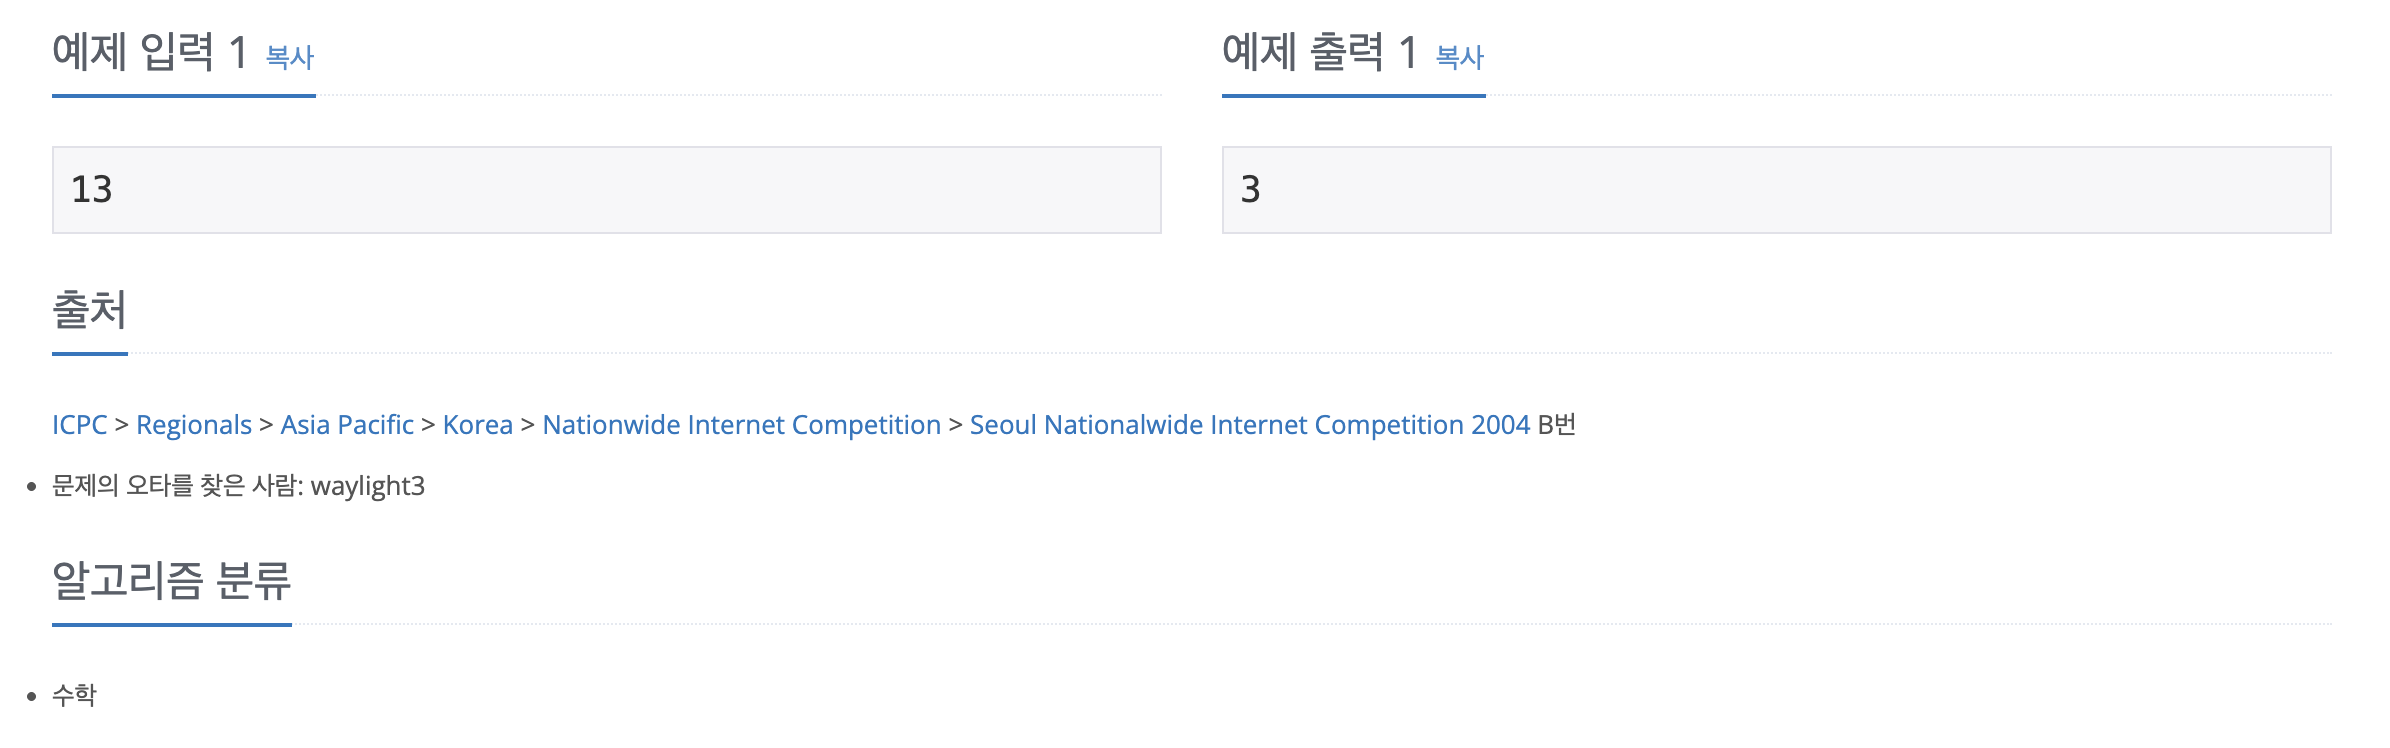 예제 입력 1 복사
예제 출력 1 복사
13
3
출처
ICPC > Regionals > Asia Pacific > Korea > Nationwide Internet Competition > Seoul Nationalwide Internet Competition 2004 B번
문제의 오타를 찾은 사람: waylight3
알고리즘 분류
수학